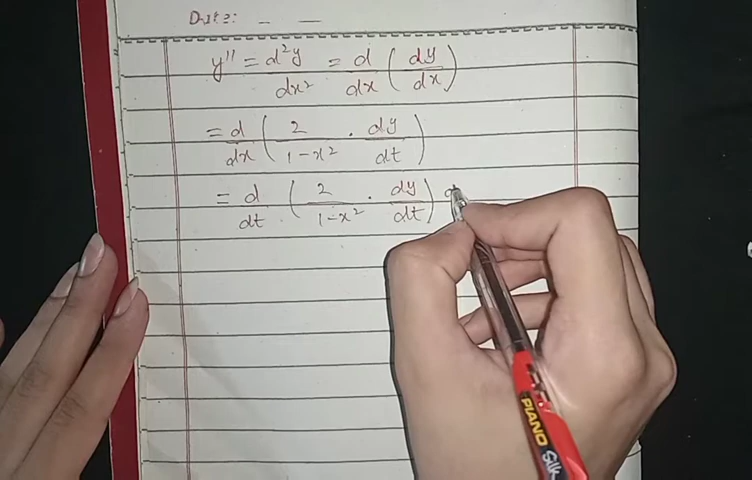 Date: _ _
y'' = d²y/dx² = d/dx (dy/dx)
= d/dx (2/1-x² . dy/dt)
= d/dt (2/1-x² . dy/dt) d
PIANO Silk